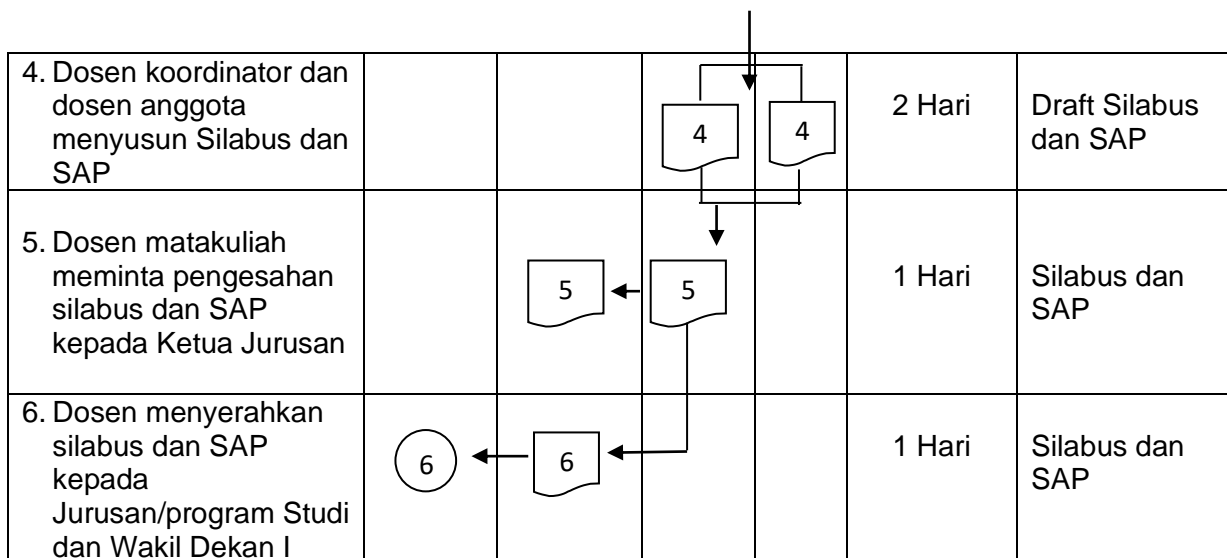 4. Dosen koordinator dan
dosen anggota
menyusun Silabus dan
SAP
4
4
2 Hari
Draft Silabus
dan SAP
5. Dosen matakuliah
meminta pengesahan
silabus dan SAP
kepada Ketua Jurusan
5
5
1 Hari
Silabus dan
SAP
6. Dosen menyerahkan
silabus dan SAP
kepada
Jurusan/program Studi
dan Wakil Dekan I
6
6
1 Hari
Silabus dan
SAP